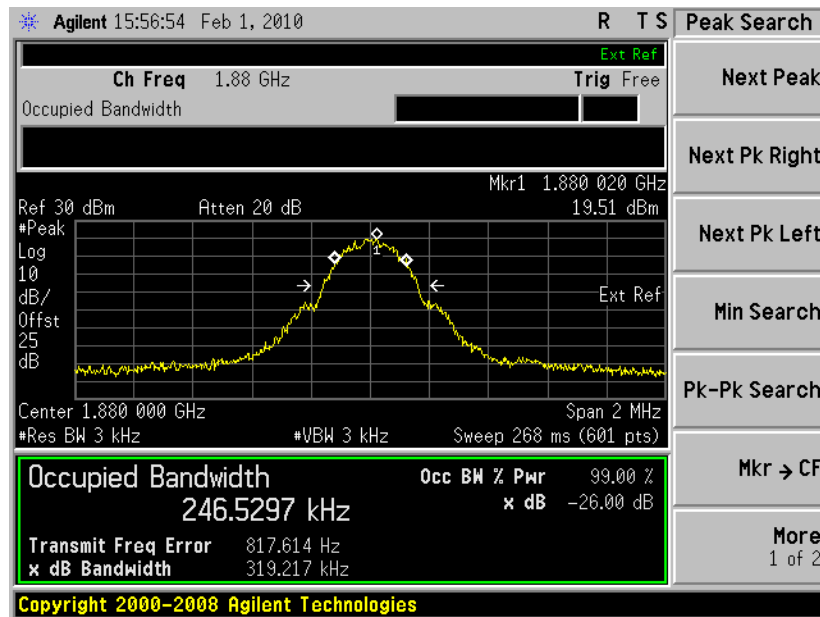 Agilent 15:56:54 Feb 1, 2010 R T S
Peak Search
Ext Ref
Ch Freq 1.88 GHz Trig Free
Occupied Bandwidth
Next Peak
Next Pk Right
Mkr1 1.880 020 GHz
Ref 30 dBm Atten 20 dB 19.51 dBm
#Peak
Log
10
dB/
Offst
25
dB
1
Ext Ref
Next Pk Left
Min Search
Pk-Pk Search
Center 1.880 000 GHz Span 2 MHz
#Res BW 3 kHz #VBW 3 kHz Sweep 268 ms (601 pts)
Occupied Bandwidth Occ BW % Pwr 99.00 %
246.5297 kHz x dB -26.00 dB
Transmit Freq Error 817.614 Hz
x dB Bandwidth 319.217 kHz
Mkr → CF
More
1 of 2
Copyright 2000-2008 Agilent Technologies